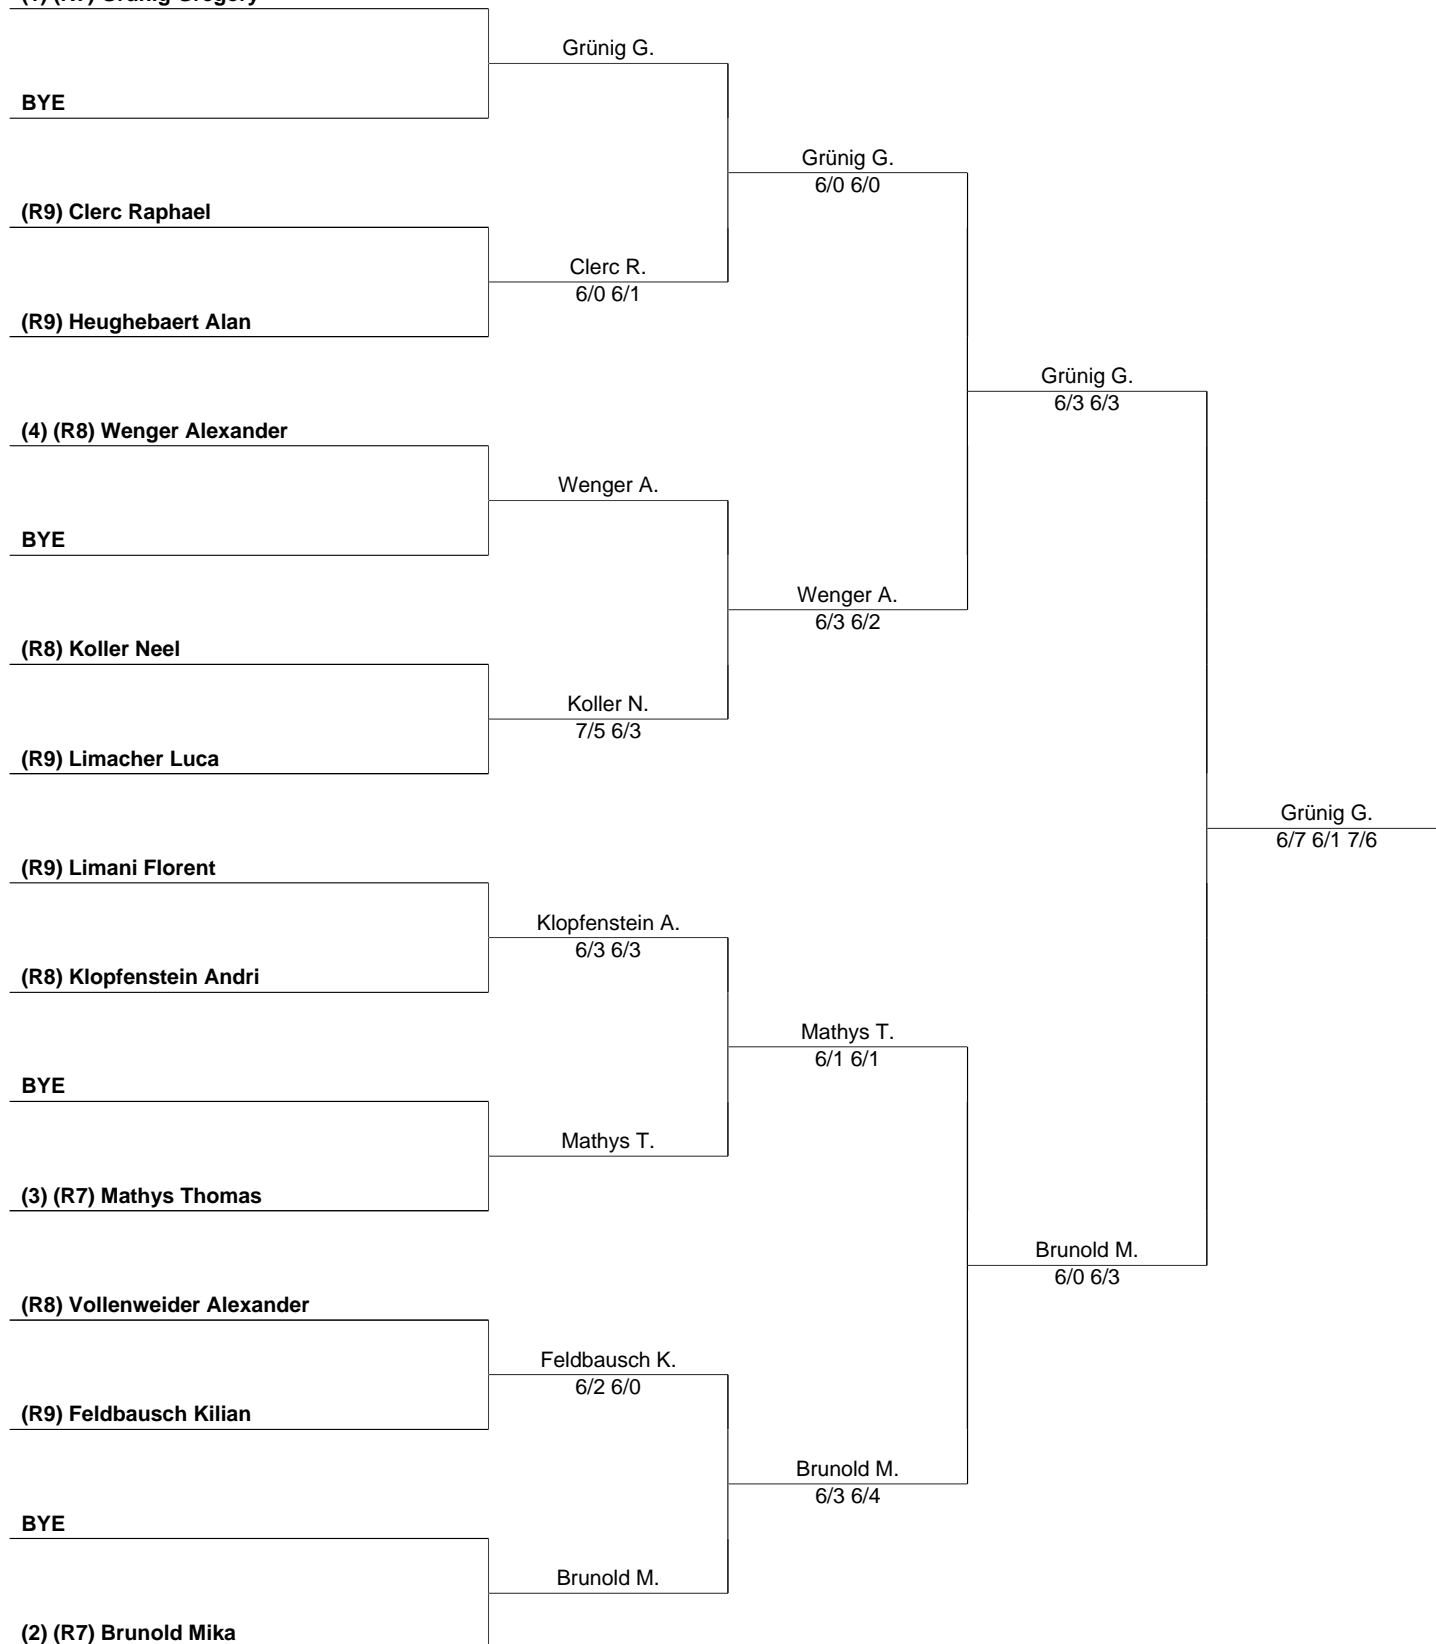 Grünig G.
BYE
Grünig G.
6/0 6/0
(R9) Clerc Raphael
Clerc R.
6/0 6/1
(R9) Heughebaert Alan
Grünig G.
6/3 6/3
(4) (R8) Wenger Alexander
Wenger A.
BYE
Wenger A.
6/3 6/2
(R8) Koller Neel
Koller N.
7/5 6/3
(R9) Limacher Luca
Grünig G.
6/7 6/1 7/6
(R9) Limani Florent
Klopfenstein A.
6/3 6/3
(R8) Klopfenstein Andri
Mathys T.
6/1 6/1
BYE
Mathys T.
(3) (R7) Mathys Thomas
Brunold M.
6/0 6/3
(R8) Vollenweider Alexander
Feldbausch K.
6/2 6/0
(R9) Feldbausch Kilian
Brunold M.
6/3 6/4
BYE
Brunold M.
(2) (R7) Brunold Mika